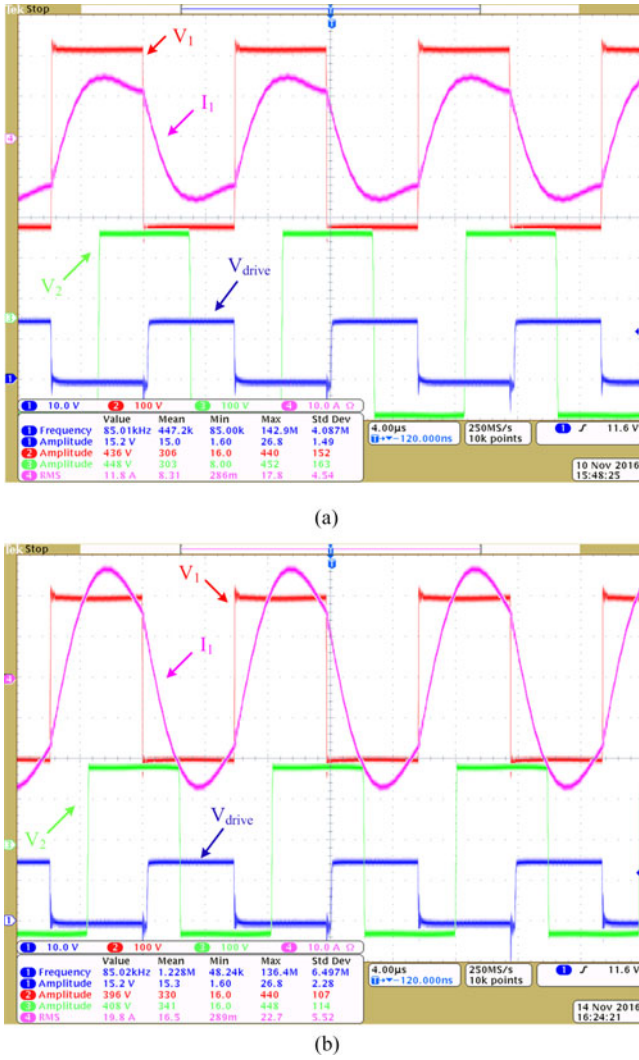 Tek Stop
T
V1
4
I1
V2
Vdrive
3
1
1 10.0 V 2 100 V 3 100 V 4 10.0 A Ω
Value Mean Min Max Std Dev
1 Frequency 85.01kHz 447.2k 85.00k 142.9M 4.087M
1 Amplitude 15.2 V 15.0 1.60 26.8 1.49
2 Amplitude 436 V 306 16.0 440 152
3 Amplitude 448 V 303 8.00 452 163
4 RMS 11.8 A 8.31 286m 17.8 4.54
4.00μs
T→▼-120.000ns
250MS/s
10k points
1 ∫ 11.6 V
10 Nov 2016
15:48:25
(a)
Tek Stop
T
V1
I1
4
V2
3
Vdrive
1
1 10.0 V 2 100 V 3 100 V 4 10.0 A Ω
Value Mean Min Max Std Dev
1 Frequency 85.02kHz 1.228M 48.24k 136.4M 6.497M
1 Amplitude 15.2 V 15.3 1.60 26.8 2.28
2 Amplitude 396 V 330 16.0 440 107
3 Amplitude 408 V 341 16.0 448 114
4 RMS 19.8 A 16.5 289m 22.7 5.52
4.00μs
T→▼-120.000ns
250MS/s
10k points
1 ∫ 11.6 V
14 Nov 2016
16:24:21
(b)